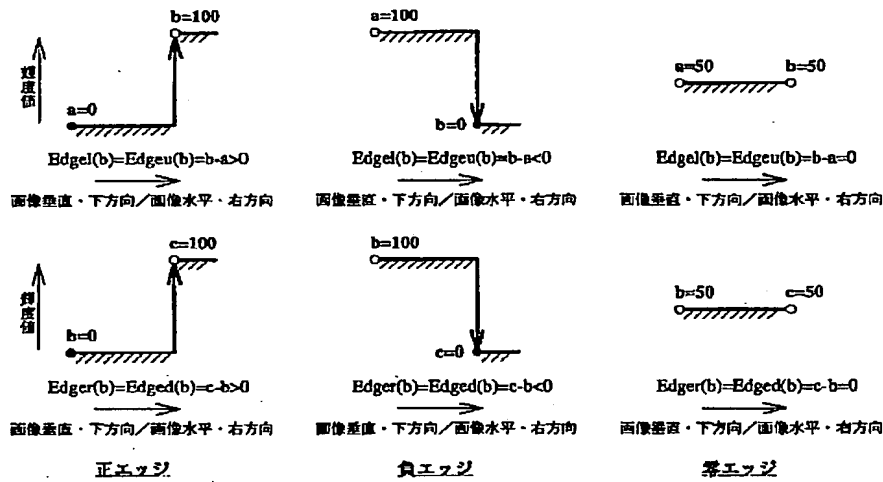 b=100
輝度値
a=0
Edgel(b)=Edgeu(b)=b-a>0
画像垂直・下方向／画像水平・右方向
a=100
b=0
Edgel(b)=Edgeu(b)=b-a<0
画像垂直・下方向／画像水平・右方向
a=50 b=50
Edgel(b)=Edgeu(b)=b-a=0
画像垂直・下方向／画像水平・右方向
c=100
輝度値
b=0
Edger(b)=Edged(b)=c-b>0
画像垂直・下方向／画像水平・右方向
正エッジ
b=100
c=0
Edger(b)=Edged(b)=c-b<0
画像垂直・下方向／画像水平・右方向
負エッジ
b=50 c=50
Edger(b)=Edged(b)=c-b=0
画像垂直・下方向／画像水平・右方向
零エッジ